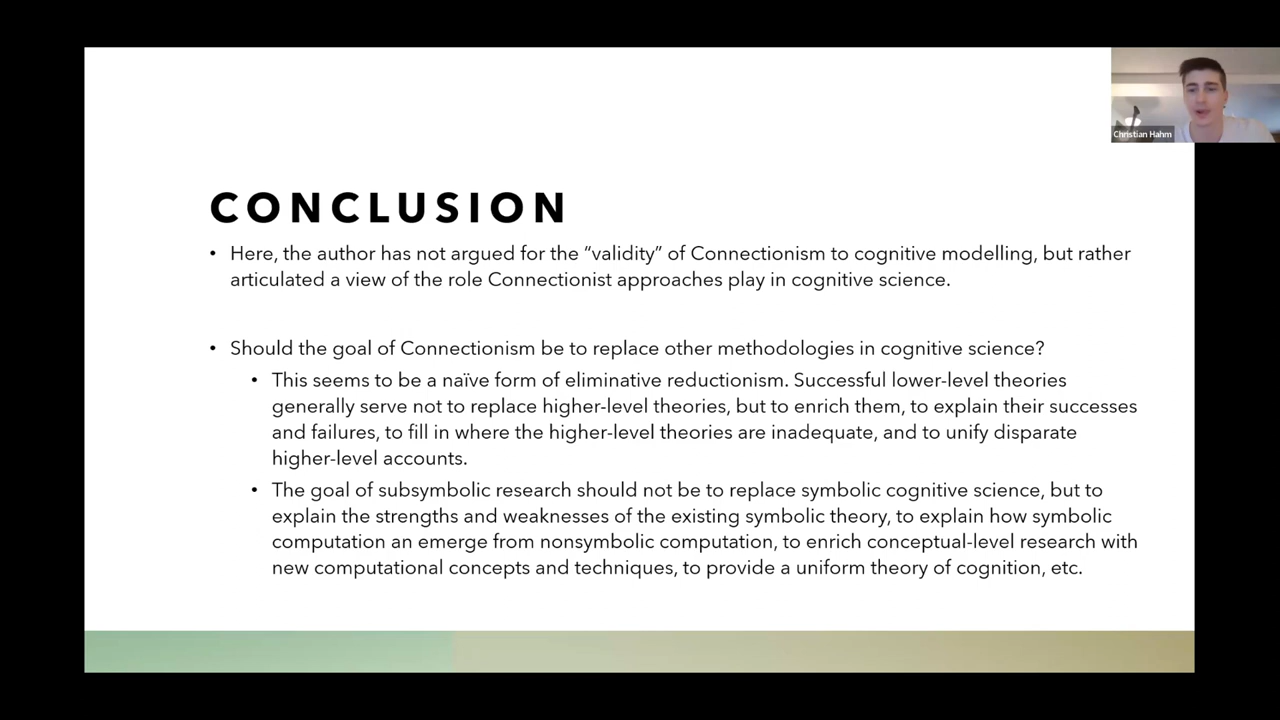 Christian Hahm
CONCLUSION
• Here, the author has not argued for the “validity” of Connectionism to cognitive modelling, but rather
articulated a view of the role Connectionist approaches play in cognitive science.
• Should the goal of Connectionism be to replace other methodologies in cognitive science?
• This seems to be a naïve form of eliminative reductionism. Successful lower-level theories
generally serve not to replace higher-level theories, but to enrich them, to explain their successes
and failures, to fill in where the higher-level theories are inadequate, and to unify disparate
higher-level accounts.
• The goal of subsymbolic research should not be to replace symbolic cognitive science, but to
explain the strengths and weaknesses of the existing symbolic theory, to explain how symbolic
computation an emerge from nonsymbolic computation, to enrich conceptual-level research with
new computational concepts and techniques, to provide a uniform theory of cognition, etc.